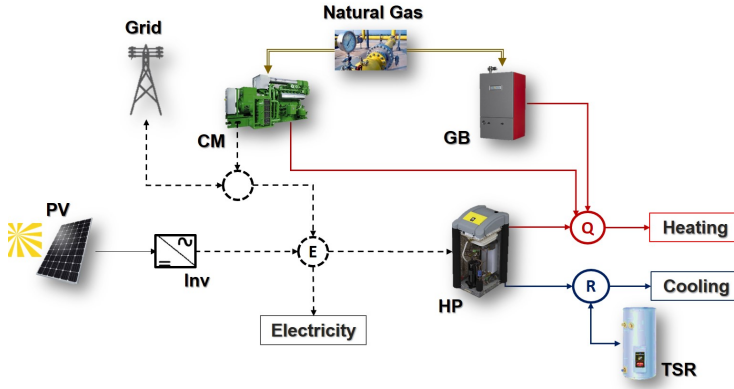 Natural Gas
Grid
CM
GB
PV
Inv
E
HP
Q
Heating
R
Cooling
Electricity
TSR